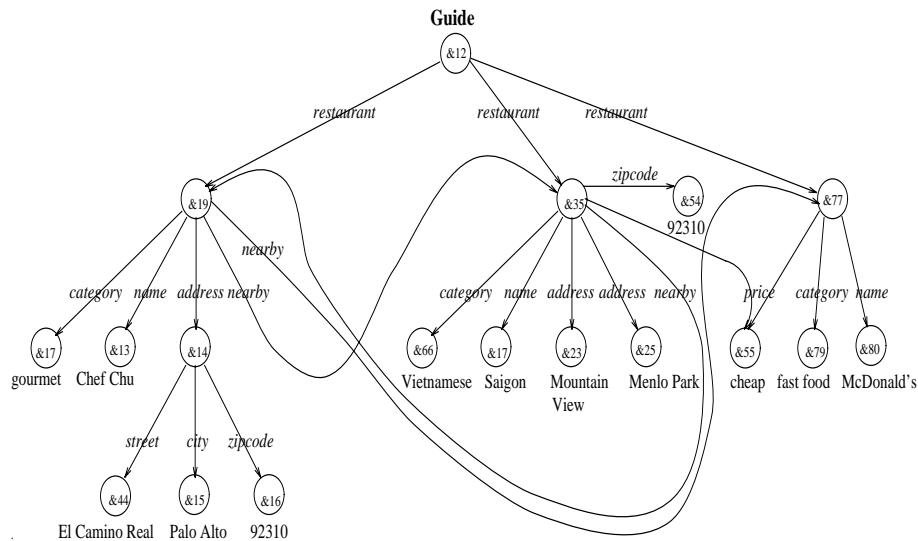 Guide
&12
restaurant restaurant restaurant
zipcode
&19 &35 &54 &77
92310
nearby
category name address nearby category name address address nearby price category name
&17 &13 &14 &66 &17 &23 &25 &55 &79 &80
gourmet Chef Chu Vietnamese Saigon Mountain Menlo Park cheap fast food McDonald's
View
street city zipcode
&44 &15 &16
El Camino Real Palo Alto 92310